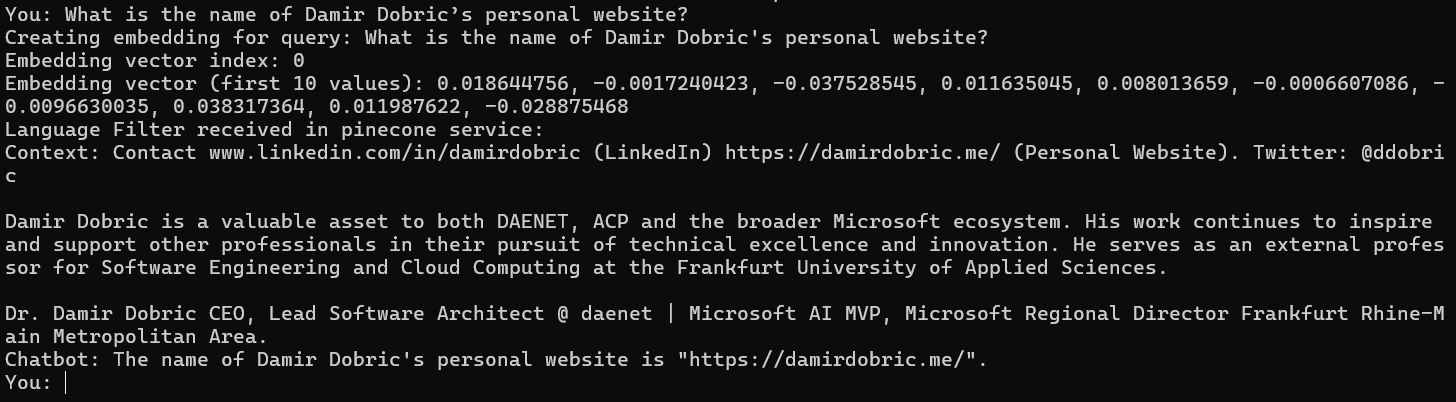 You: What is the name of Damir Dobric’s personal website?
Creating embedding for query: What is the name of Damir Dobric's personal website?
Embedding vector index: 0
Embedding vector (first 10 values): 0.018644756, -0.0017240423, -0.037528545, 0.011635045, 0.008013659, -0.0006607086, -
0.0096630035, 0.038317364, 0.011987622, -0.028875468
Language Filter received in pinecone service:
Context: Contact www.linkedin.com/in/damirdobric (LinkedIn) https://damirdobric.me/ (Personal Website). Twitter: @ddobri
c
Damir Dobric is a valuable asset to both DAENET, ACP and the broader Microsoft ecosystem. His work continues to inspire
and support other professionals in their pursuit of technical excellence and innovation. He serves as an external profes
sor for Software Engineering and Cloud Computing at the Frankfurt University of Applied Sciences.
Dr. Damir Dobric CEO, Lead Software Architect @ daenet | Microsoft AI MVP, Microsoft Regional Director Frankfurt Rhine-M
ain Metropolitan Area.
Chatbot: The name of Damir Dobric's personal website is "https://damirdobric.me/".
You: